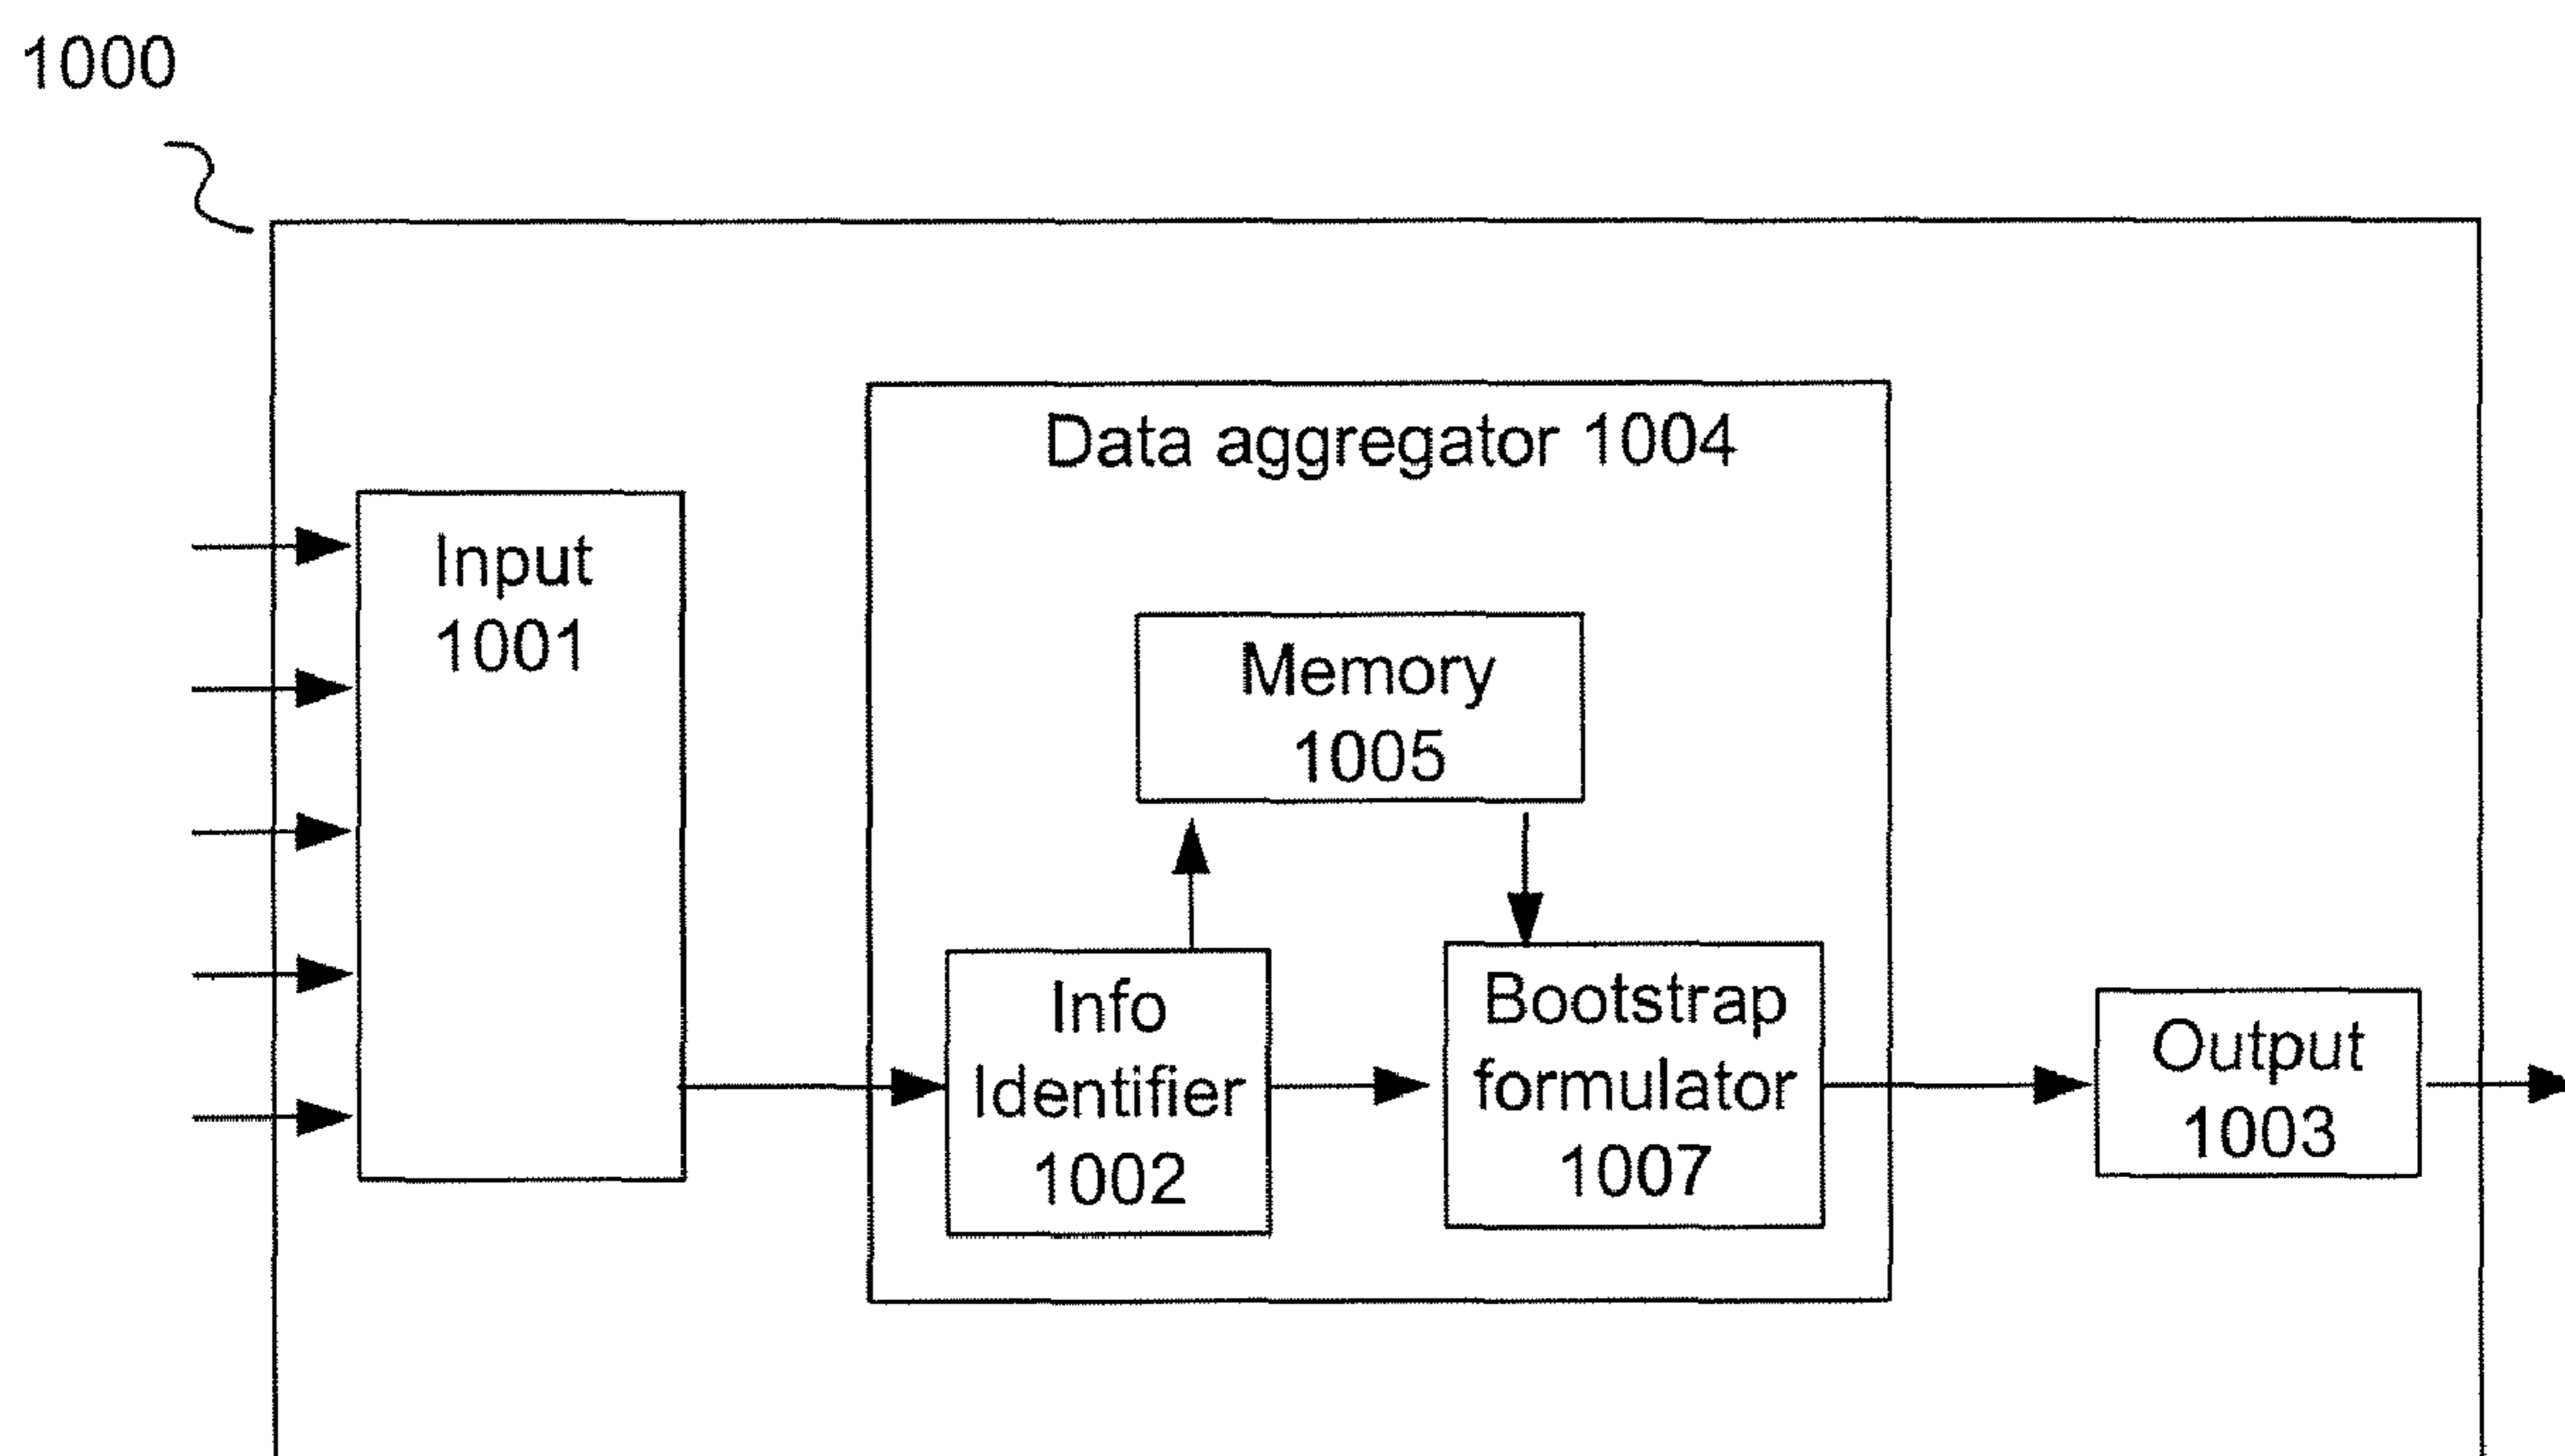 1000
Data aggregator 1004
Input
1001
Memory
1005
Info
Identifier
1002
Bootstrap
formulator
1007
Output
1003